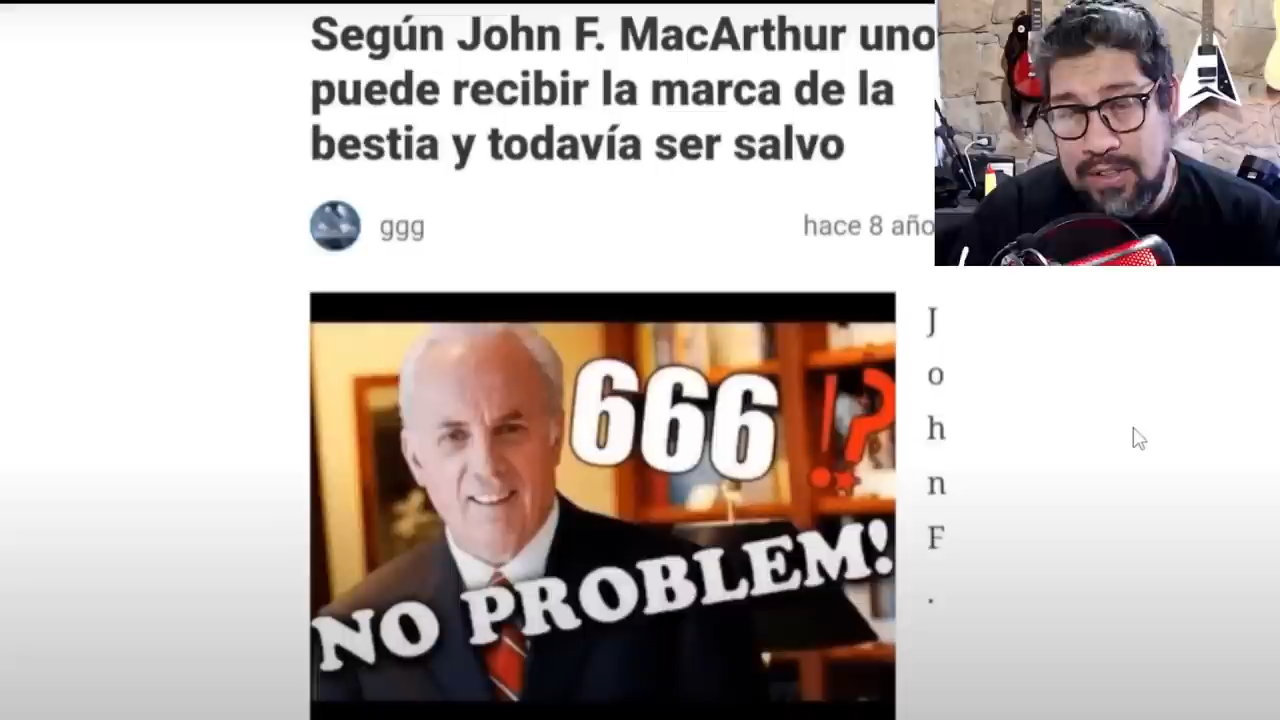 Según John F. MacArthur uno
puede recibir la marca de la
bestia y todavía ser salvo
ggg
hace 8 año
666 !?
NO PROBLEM!
J
o
h
n
F
.